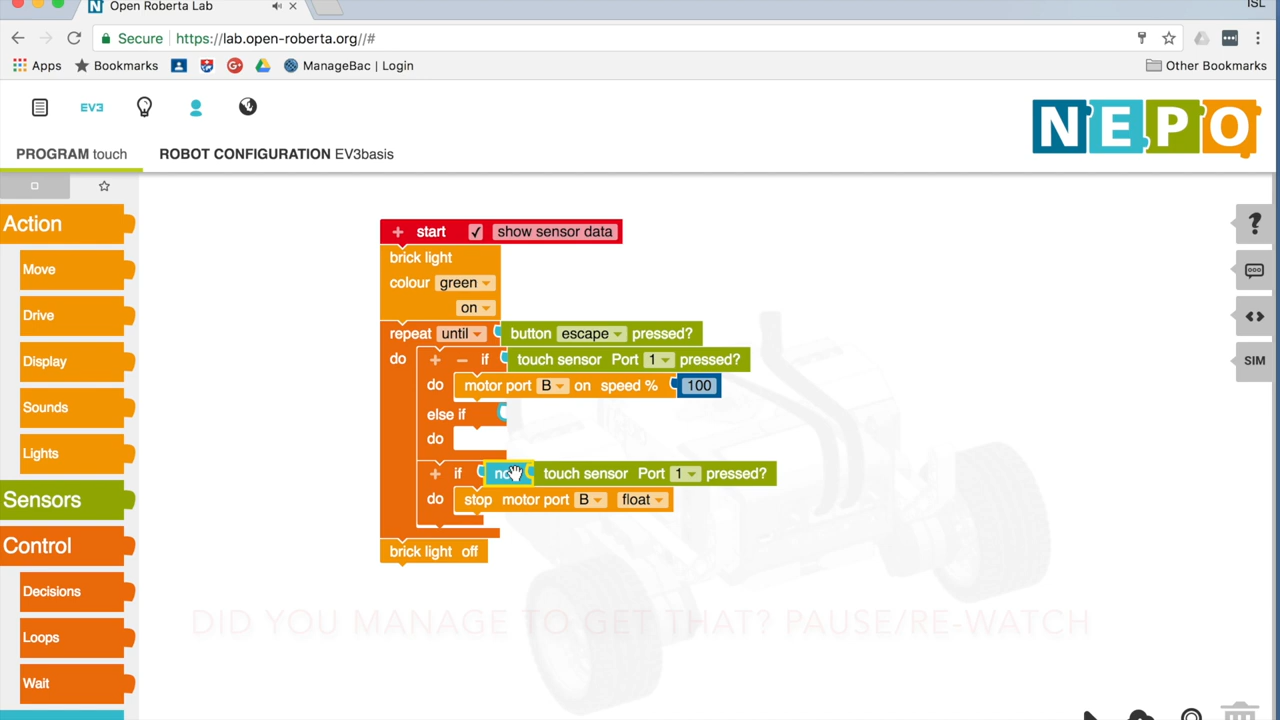 ISL
Open Roberta Lab
Secure https://lab.open-roberta.org//#
Apps Bookmarks ManageBac | Login Other Bookmarks
EV3
NEPO
PROGRAM touch ROBOT CONFIGURATION EV3basis
Action
Move
Drive
Display
Sounds
Lights
Sensors
Control
Decisions
Loops
Wait
+ start ✓ show sensor data
brick light
colour green
on
repeat until button escape pressed?
do + − if touch sensor Port 1 pressed?
do motor port B on speed % 100
else if
do
+ if touch sensor Port 1 pressed?
do stop motor port B float
brick light off
?
SIM
DID YOU MANAGE TO GET THAT? PAUSE/RE-WATCH